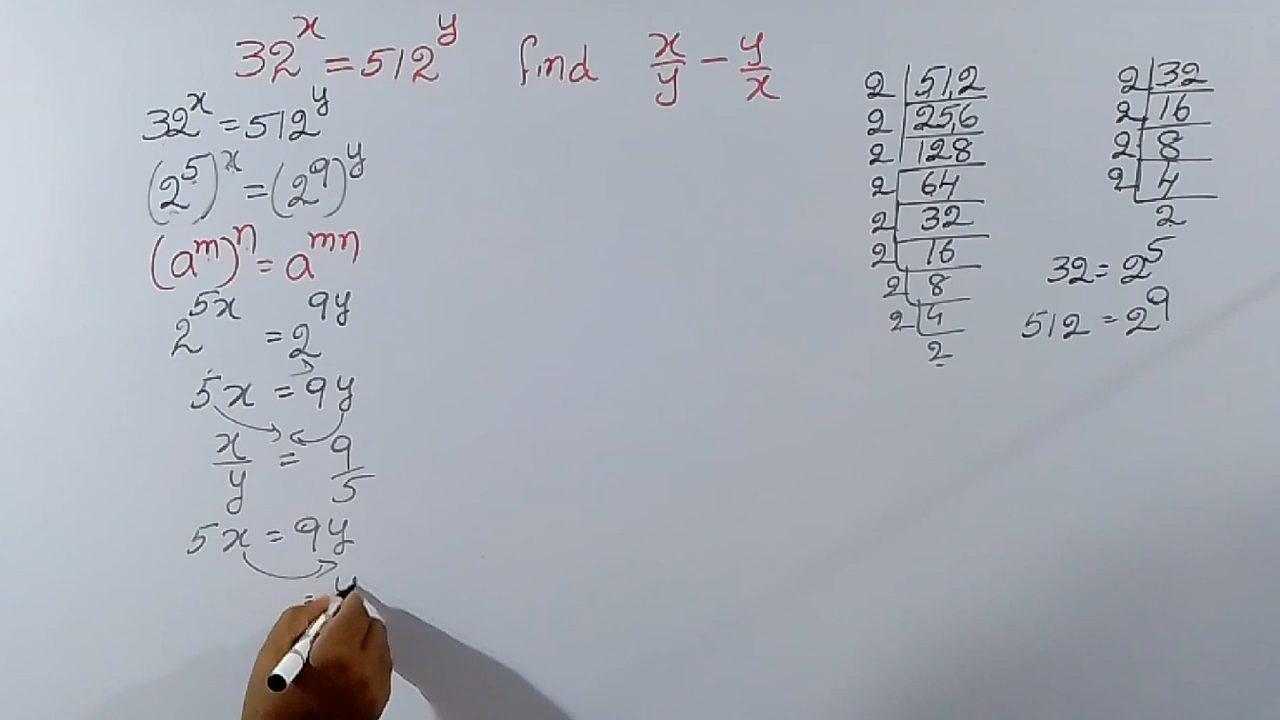 32^x = 512^y find x/y - y/x
32^x = 512^y
(2^5)^x = (2^9)^y
(a^m)^n = a^mn
2^5x = 2^9y
5x = 9y
x/y = 9/5
5x = 9y
= y
2 | 512
2 | 256
2 | 128
2 | 64
2 | 32
2 | 16
2 | 8
2 | 4
2
2 | 32
2 | 16
2 | 8
2 | 4
2
32 = 2^5
512 = 2^9